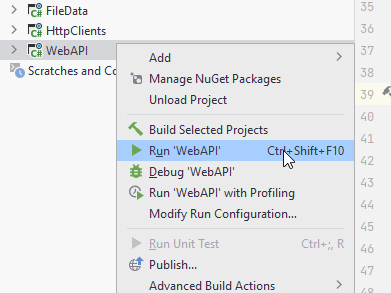 FileData
HttpClients
WebAPI
Scratches and Co
Add
Manage NuGet Packages
Unload Project
Build Selected Projects
Run 'WebAPI' Ctrl+Shift+F10
Debug 'WebAPI'
Run 'WebAPI' with Profiling
Modify Run Configuration...
Run Unit Test Ctrl+;, R
Publish...
Advanced Build Actions
35
36
37
38
39
40
41
42
43
44
45
46
47
48